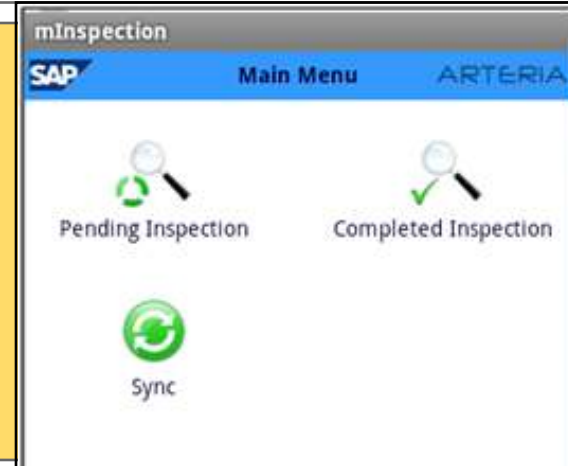 mInspection
SAP Main Menu ARTERIA
Pending Inspection Completed Inspection
Sync